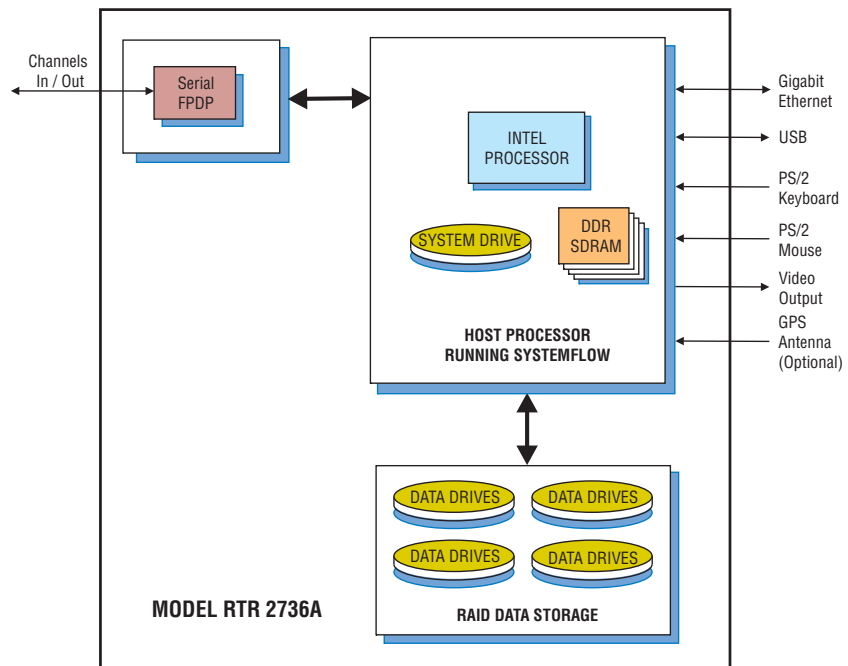 Channels
In / Out
Serial
FPDP
INTEL
PROCESSOR
SYSTEM DRIVE
DDR
SDRAM
HOST PROCESSOR
RUNNING SYSTEMFLOW
Gigabit
Ethernet
USB
PS/2
Keyboard
PS/2
Mouse
Video
Output
GPS
Antenna
(Optional)
DATA DRIVES
DATA DRIVES
DATA DRIVES
DATA DRIVES
RAID DATA STORAGE
MODEL RTR 2736A